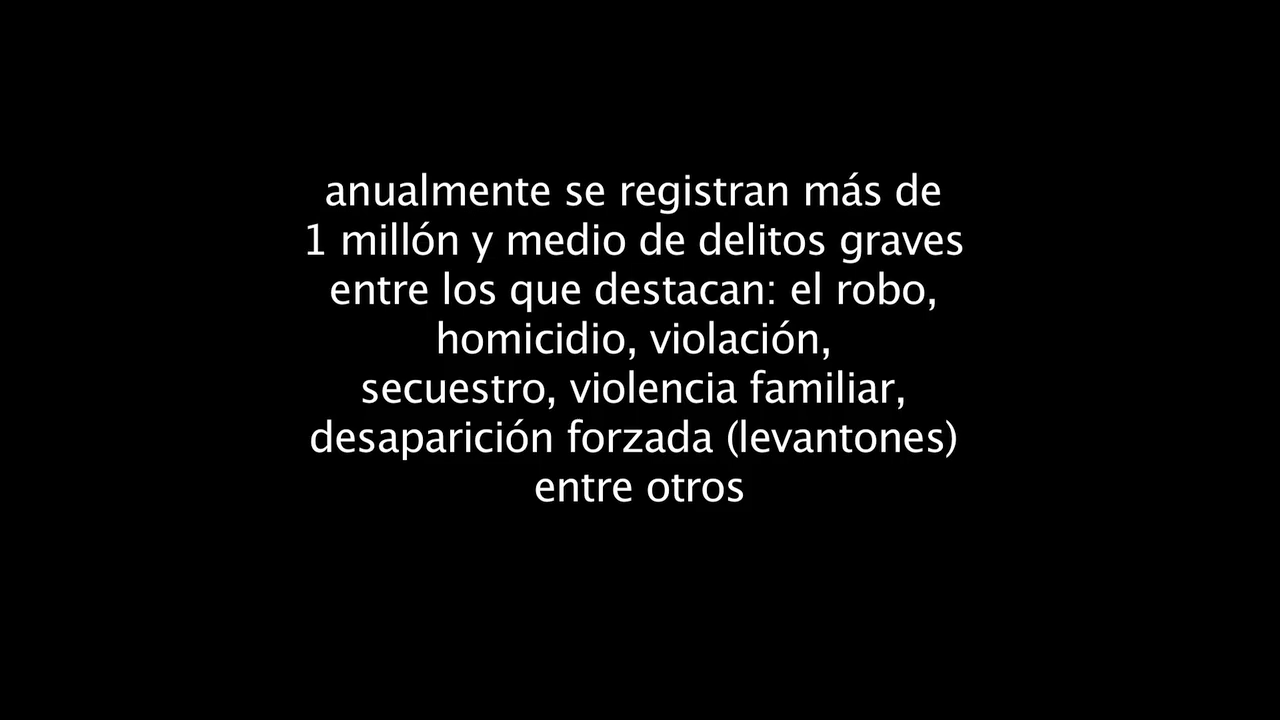 anualmente se registran más de
1 millón y medio de delitos graves
entre los que destacan: el robo,
homicidio, violación,
secuestro, violencia familiar,
desaparición forzada (levantones)
entre otros